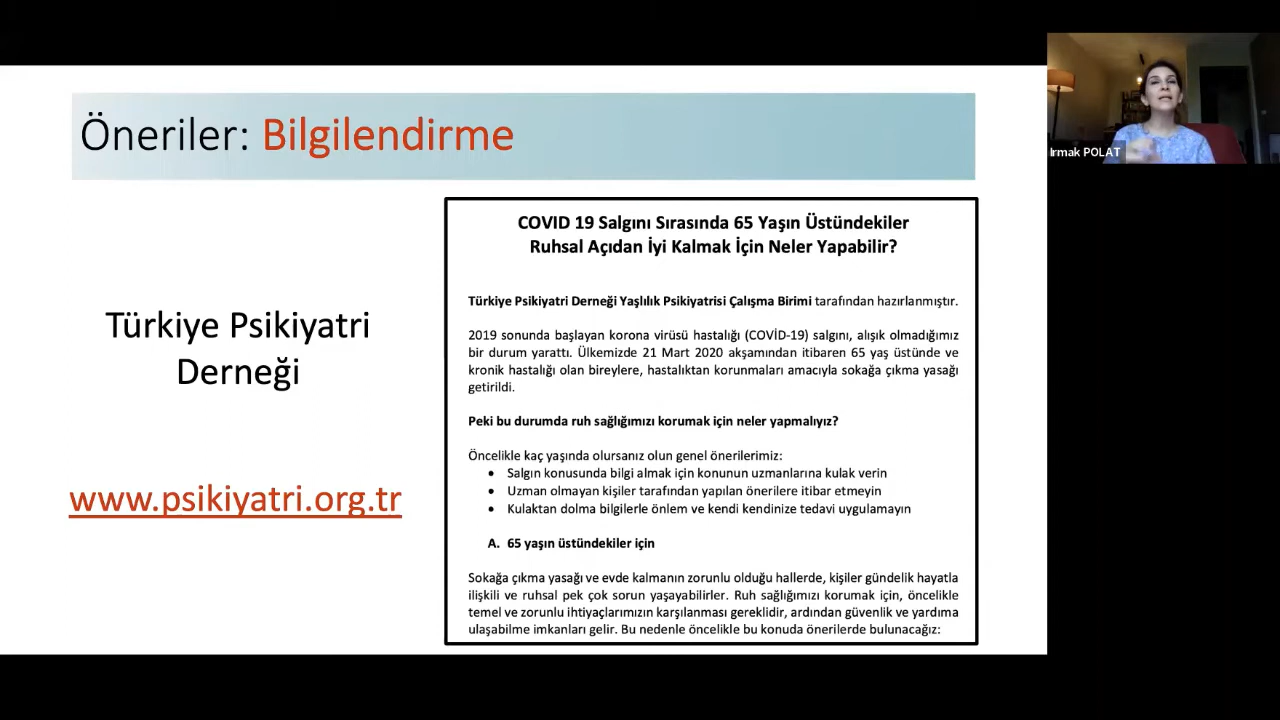 Öneriler: Bilgilendirme
Irmak POLAT
Türkiye Psikiyatri
Derneği
www.psikiyatri.org.tr
COVID 19 Salgını Sırasında 65 Yaşın Üstündekiler
Ruhsal Açıdan İyi Kalmak İçin Neler Yapabilir?
Türkiye Psikiyatri Derneği Yaşlılık Psikiyatrisi Çalışma Birimi tarafından hazırlanmıştır.
2019 sonunda başlayan korona virüsü hastalığı (COVİD-19) salgını, alışık olmadığımız
bir durum yarattı. Ülkemizde 21 Mart 2020 akşamından itibaren 65 yaş üstünde ve
kronik hastalığı olan bireylere, hastalıktan korunmaları amacıyla sokağa çıkma yasağı
getirildi.
Peki bu durumda ruh sağlığımızı korumak için neler yapmalıyız?
Öncelikle kaç yaşında olursanız olun genel önerilerimiz:
• Salgın konusunda bilgi almak için konunun uzmanlarına kulak verin
• Uzman olmayan kişiler tarafından yapılan önerilere itibar etmeyin
• Kulaktan dolma bilgilerle önlem ve kendi kendinize tedavi uygulamayın
A. 65 yaşın üstündekiler için
Sokağa çıkma yasağı ve evde kalmanın zorunlu olduğu hallerde, kişiler gündelik hayatla
ilişkili ve ruhsal pek çok sorun yaşayabilirler. Ruh sağlığımızı korumak için, öncelikle
temel ve zorunlu ihtiyaçlarımızın karşılanması gereklidir, ardından güvenlik ve yardıma
ulaşabilme imkanları gelir. Bu nedenle öncelikle bu konuda önerilerde bulunacağız: